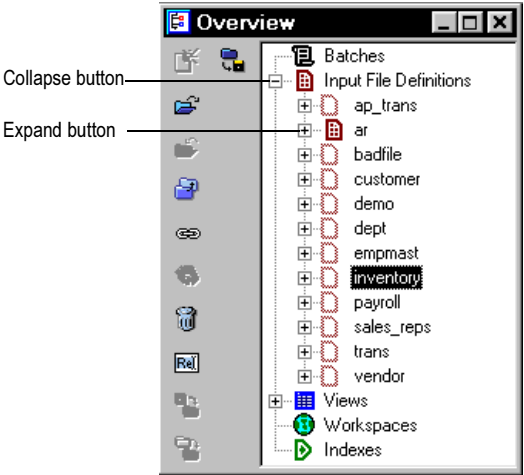 Overview
Batches
Collapse button
Input File Definitions
ap_trans
Expand button
ar
badfile
customer
demo
dept
empmast
inventory
payroll
sales_reps
trans
vendor
Views
Workspaces
Indexes